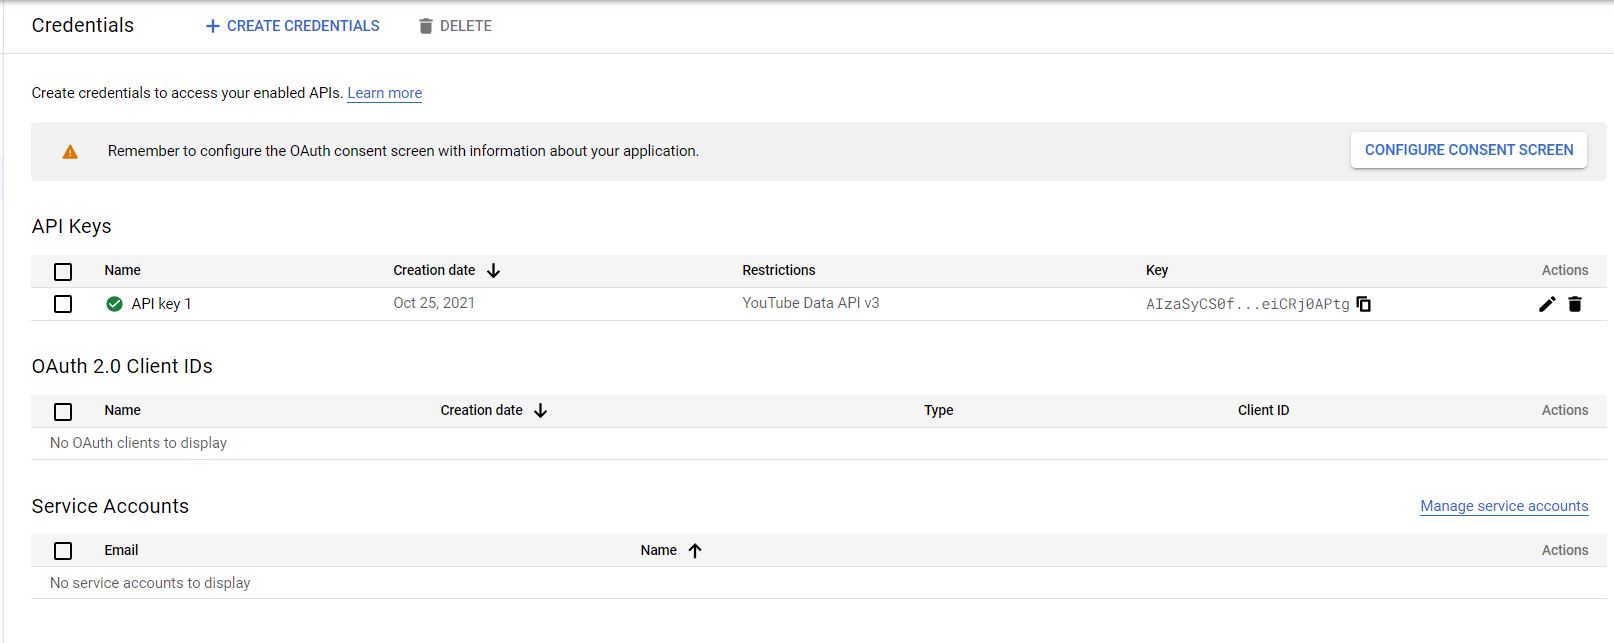 Credentials
CREATE CREDENTIALS
DELETE
Create credentials to access your enabled APIs. Learn more
Remember to configure the OAuth consent screen with information about your application.
CONFIGURE CONSENT SCREEN
API Keys
Name Creation date Restrictions Key Actions
API key 1 Oct 25, 2021 YouTube Data API v3 AIzaSyCS0f...eiCRj0APtg
OAuth 2.0 Client IDs
Name Creation date Type Client ID Actions
No OAuth clients to display
Service Accounts
Manage service accounts
Email Name Actions
No service accounts to display